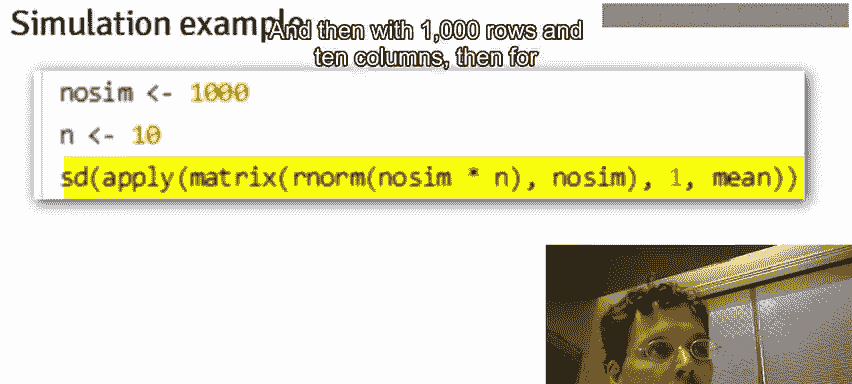 Simulation example
And then with 1,000 rows and
ten columns, then for
nosim <- 1000
n <- 10
sd(apply(matrix(rnorm(nosim * n), nosim), 1, mean))